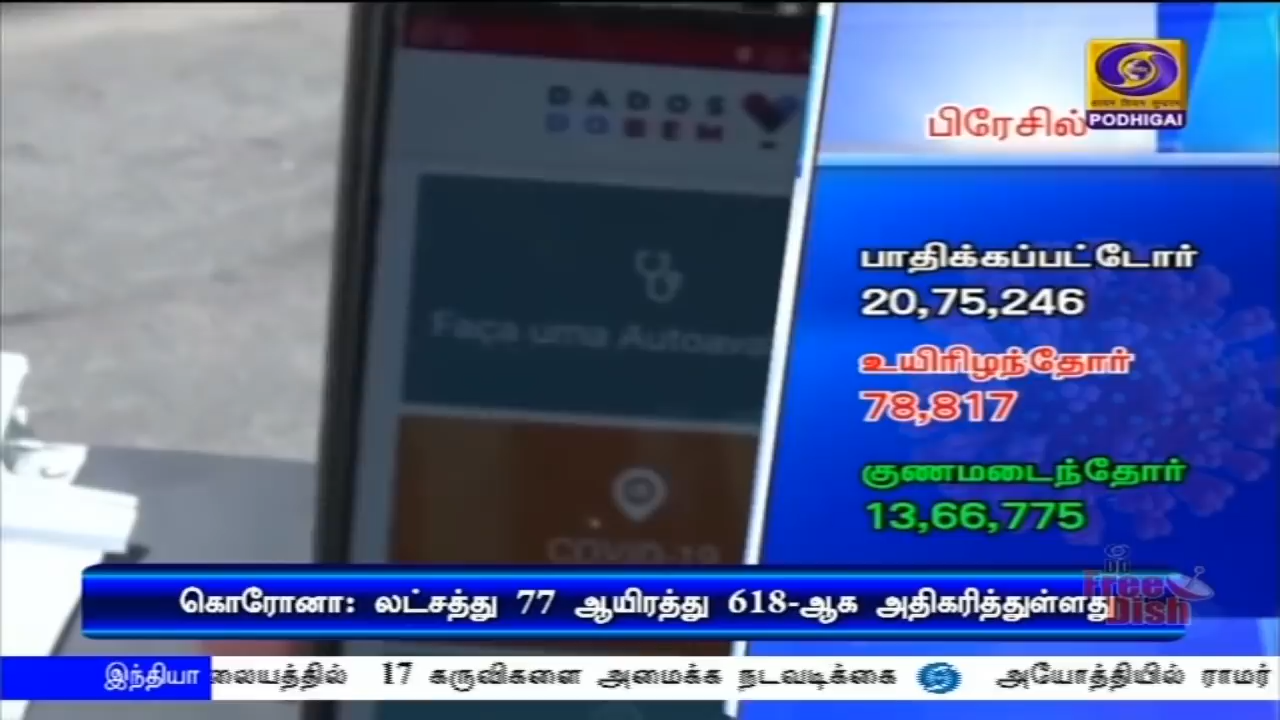 DADOS
DO BEM
Faça uma
COVID-19
PODHIGAI
பிரேசில்
பாதிக்கப்பட்டோர்
20,75,246
உயிரிழந்தோர்
78,817
குணமடைந்தோர்
13,66,775
DD
Free Dish
கொரோனா: லட்சத்து 77 ஆயிரத்து 618-ஆக அதிகரித்துள்ளது
இந்தியா லையத்தில் 17 கருவிகளை அமைக்க நடவடிக்கை அயோத்தியில் ராமர்